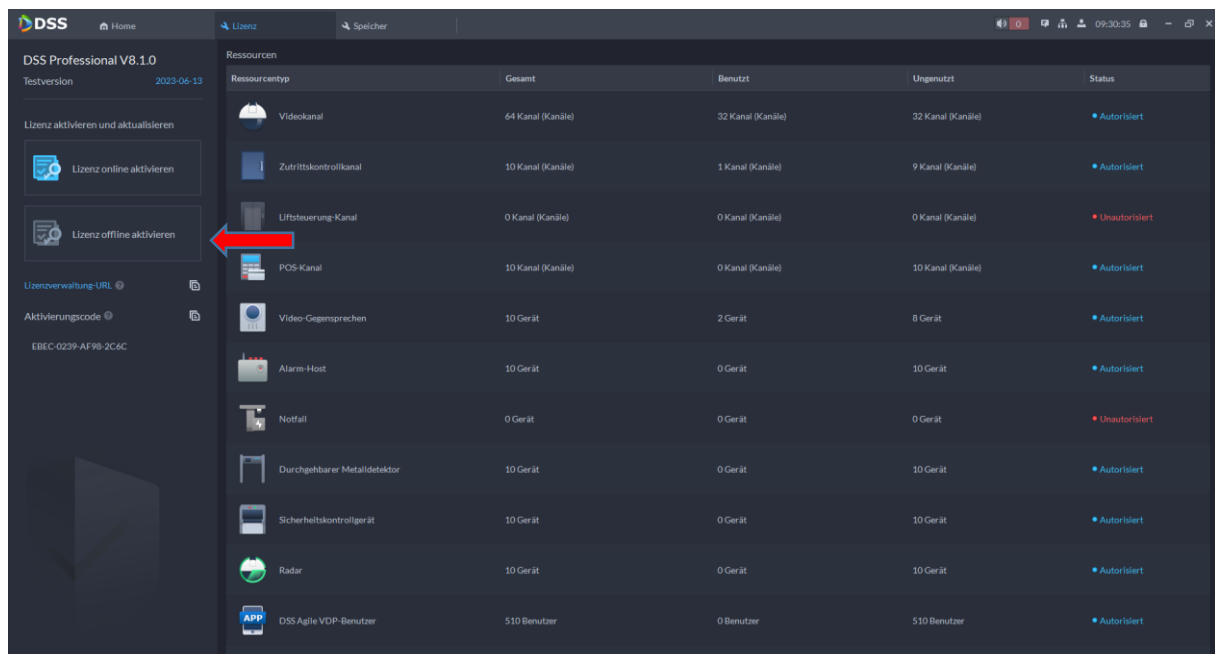 DSS Home Lizenz Speicher 0 09:30:35
DSS Professional V8.1.0
Testversion 2023-06-13
Lizenz aktivieren und aktualisieren
Lizenz online aktivieren
Lizenz offline aktivieren
Lizenzverwaltung-URL
Aktivierungscode
EBEC-0239-AF98-2C6C
Ressourcen
Ressourcentyp Gesamt Benutzt Ungenutzt Status
Videokanal 64 Kanal (Kanäle) 32 Kanal (Kanäle) 32 Kanal (Kanäle) Autorisiert
Zutrittskontrollkanal 10 Kanal (Kanäle) 1 Kanal (Kanäle) 9 Kanal (Kanäle) Autorisiert
Liftsteuerung-Kanal 0 Kanal (Kanäle) 0 Kanal (Kanäle) 0 Kanal (Kanäle) Unautorisiert
POS-Kanal 10 Kanal (Kanäle) 0 Kanal (Kanäle) 10 Kanal (Kanäle) Autorisiert
Video-Gegensprechen 10 Gerät 2 Gerät 8 Gerät Autorisiert
Alarm-Host 10 Gerät 0 Gerät 10 Gerät Autorisiert
Notfall 0 Gerät 0 Gerät 0 Gerät Unautorisiert
Durchgehbarer Metalldetektor 10 Gerät 0 Gerät 10 Gerät Autorisiert
Sicherheitskontrollgerät 10 Gerät 0 Gerät 10 Gerät Autorisiert
Radar 10 Gerät 0 Gerät 10 Gerät Autorisiert
APP DSS Agile VDP-Benutzer 510 Benutzer 0 Benutzer 510 Benutzer Autorisiert